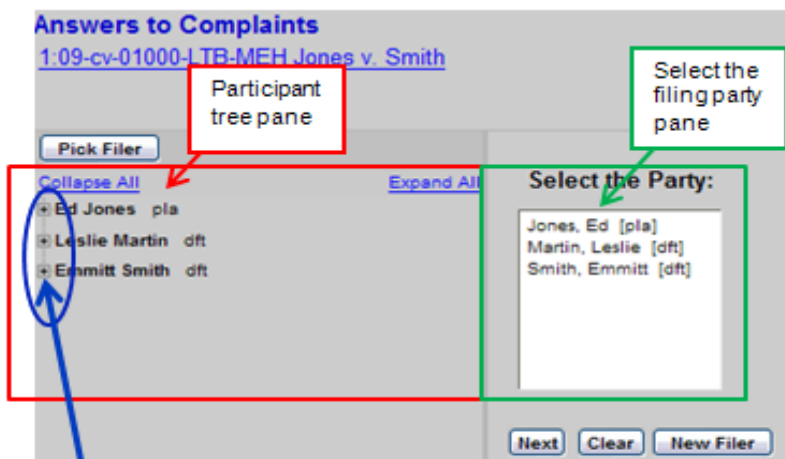 Answers to Complaints
1:09-cv-01000-LTB-MEH Jones v. Smith
Participant
tree pane
Select the
filing party
pane
Pick Filer
Collapse All
Expand All
Ed Jones pla
Leslie Martin dft
Emmitt Smith dft
Select the Party:
Jones, Ed [pla]
Martin, Leslie [dft]
Smith, Emmitt [dft]
Next
Clear
New Filer